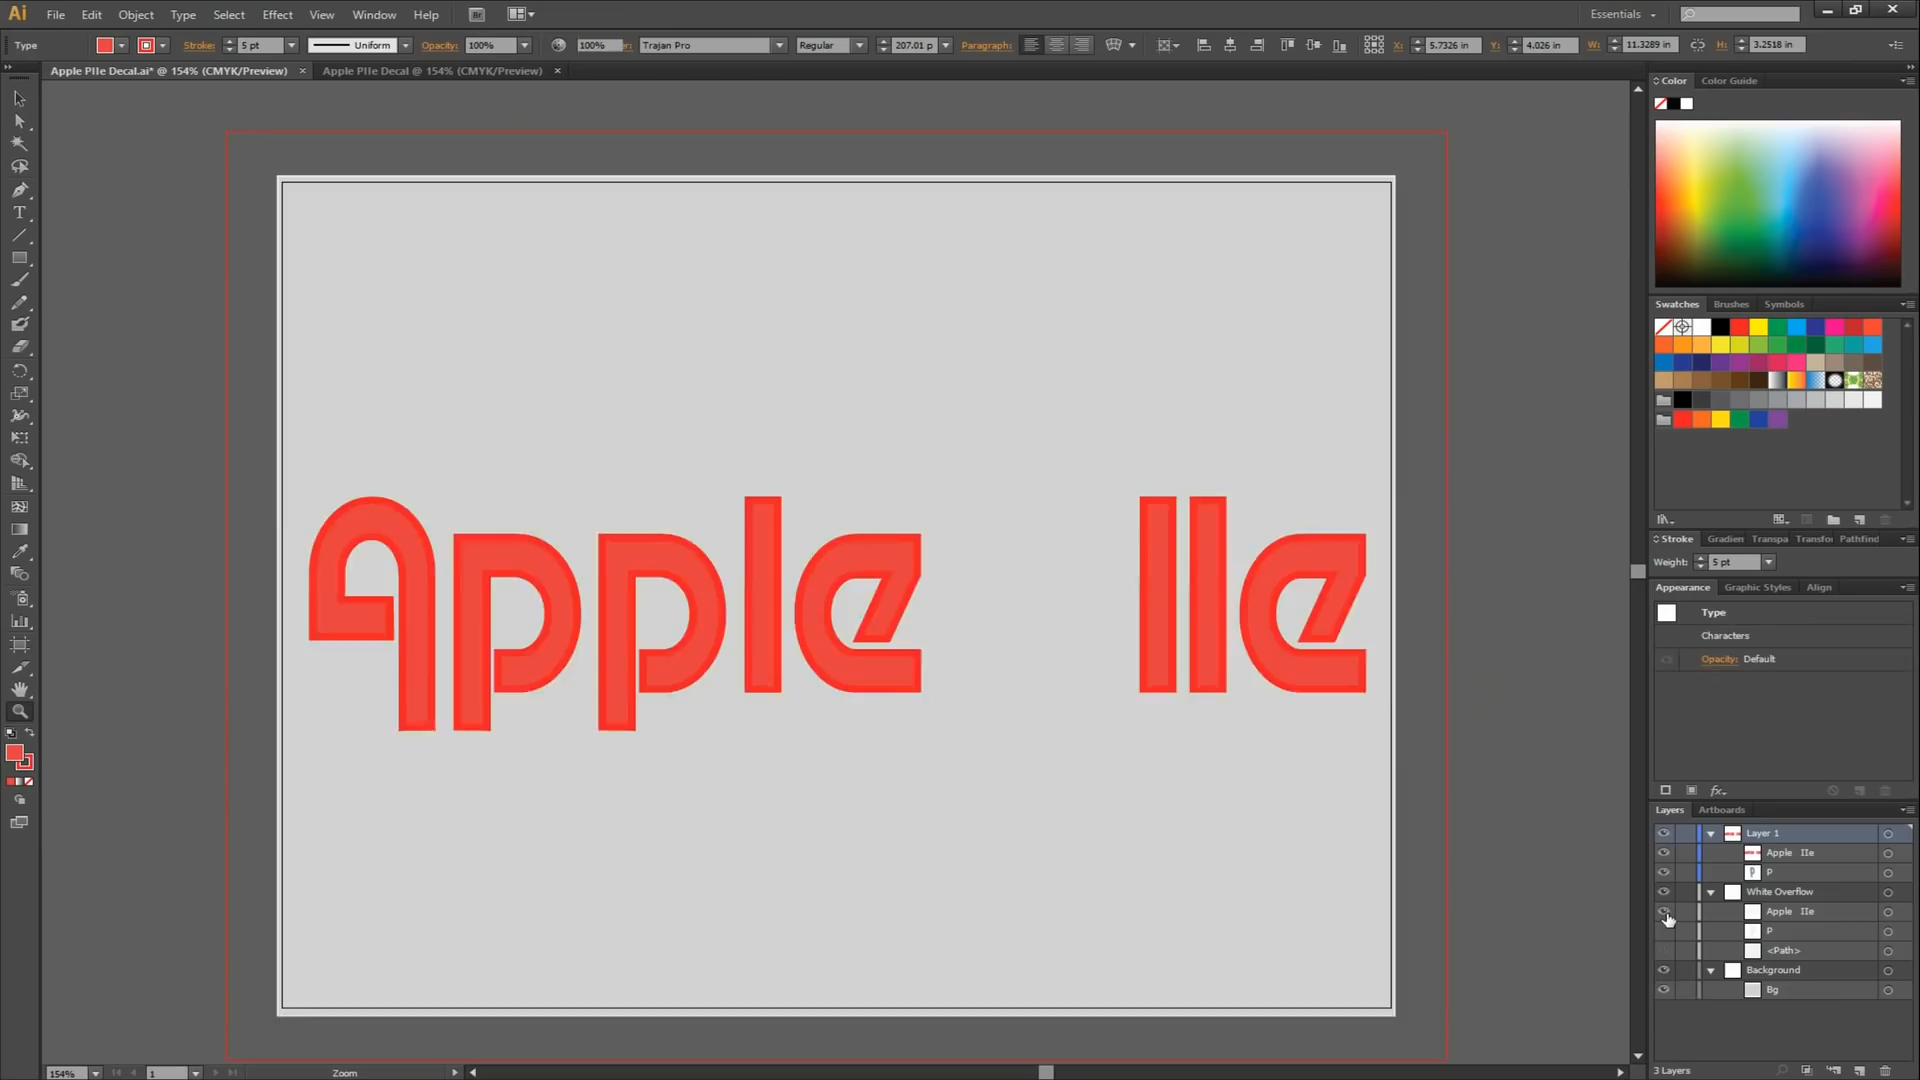 Ai File Edit Object Type Select Effect View Window Help Br Essentials
Type Stroke: 5 pt Uniform Opacity: 100% 100% Trajan Pro Regular 207.01 p Paragraph: X: 5.7326 in Y: 4.026 in W: 11.3289 in H: 3.2518 in
Apple PIIe Decal.ai* @ 154% (CMYK/Preview) × Apple PIIe Decal @ 154% (CMYK/Preview) ×
Color Color Guide
Swatches Brushes Symbols
Apple IIe
Stroke Gradien Transpa Transfor Pathfind
Weight: 5 pt
Appearance Graphic Styles Align
Type
Characters
Opacity: Default
fx
Layers Artboards
Layer 1
Apple IIe
P
White Overflow
Apple IIe
P
<Path>
Background
Bg
154% 1 Zoom 3 Layers